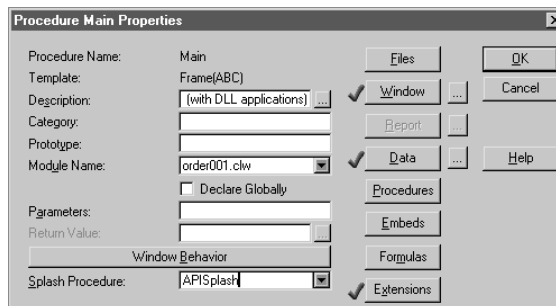 Procedure Main Properties
Procedure Name: Main
Template: Frame(ABC)
Description: (with DLL applications) ...
Category:
Prototype:
Module Name: order001.clw
Declare Globally
Parameters:
Return Value: ...
Window Behavior
Splash Procedure: APISplash
Files
Window ...
Report ...
Data ...
Procedures
Embeds
Formulas
Extensions
OK
Cancel
Help